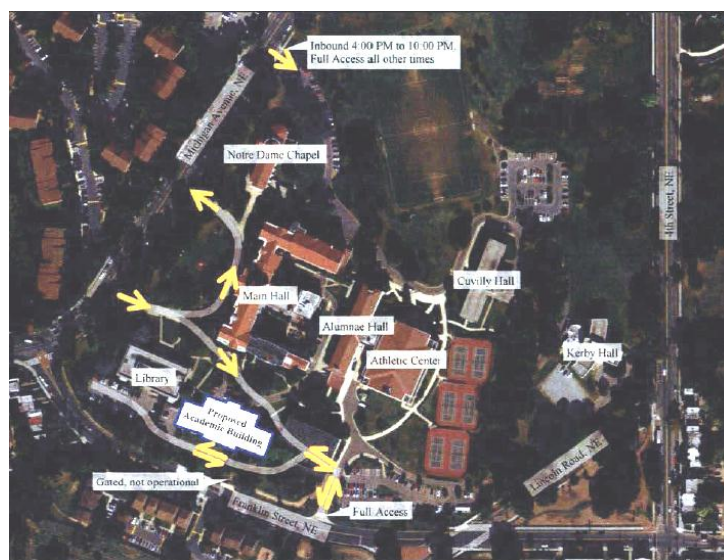 Inbound 4:00 PM to 10:00 PM,
Full Access all other times
Michigan Avenue, NE
Notre Dame Chapel
4th Street, NE
Cuvilly Hall
Main Hall
Alumnae Hall
Athletic Center
Kerby Hall
Library
Proposed
Academic Building
Lincoln Road, NE
Gated, not operational
Franklin Street, NE
Full Access